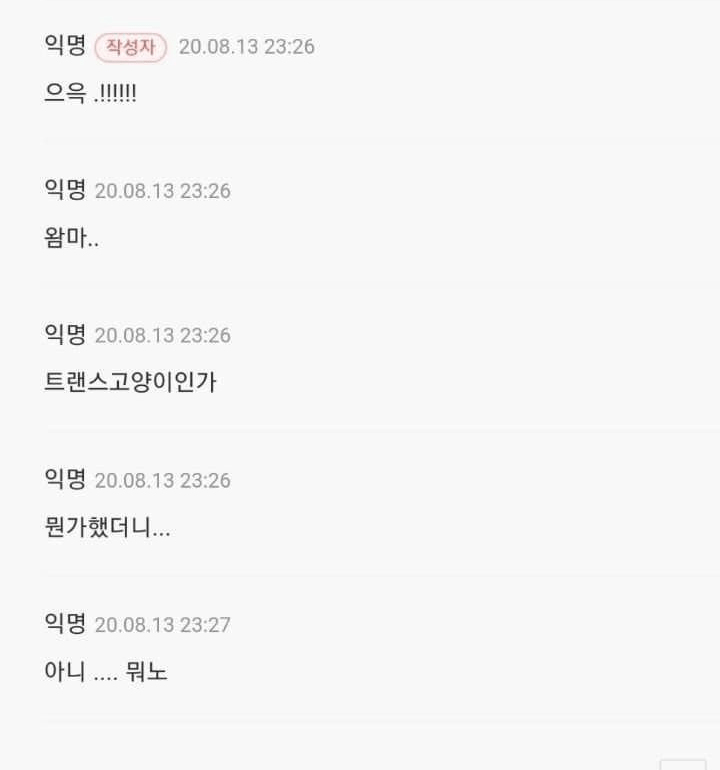 익명 작성자 20.08.13 23:26
으윽 .!!!!!!
익명 20.08.13 23:26
왐마..
익명 20.08.13 23:26
트랜스고양이인가
익명 20.08.13 23:26
뭔가했더니...
익명 20.08.13 23:27
아니 .... 뭐노